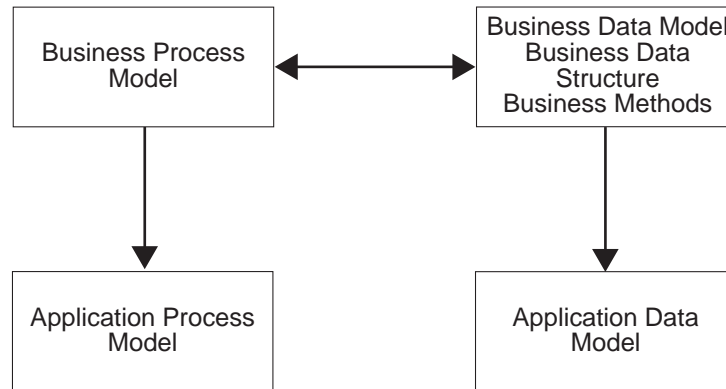 Business Process
Model
Business Data Model
Business Data
Structure
Business Methods
Application Process
Model
Application Data
Model